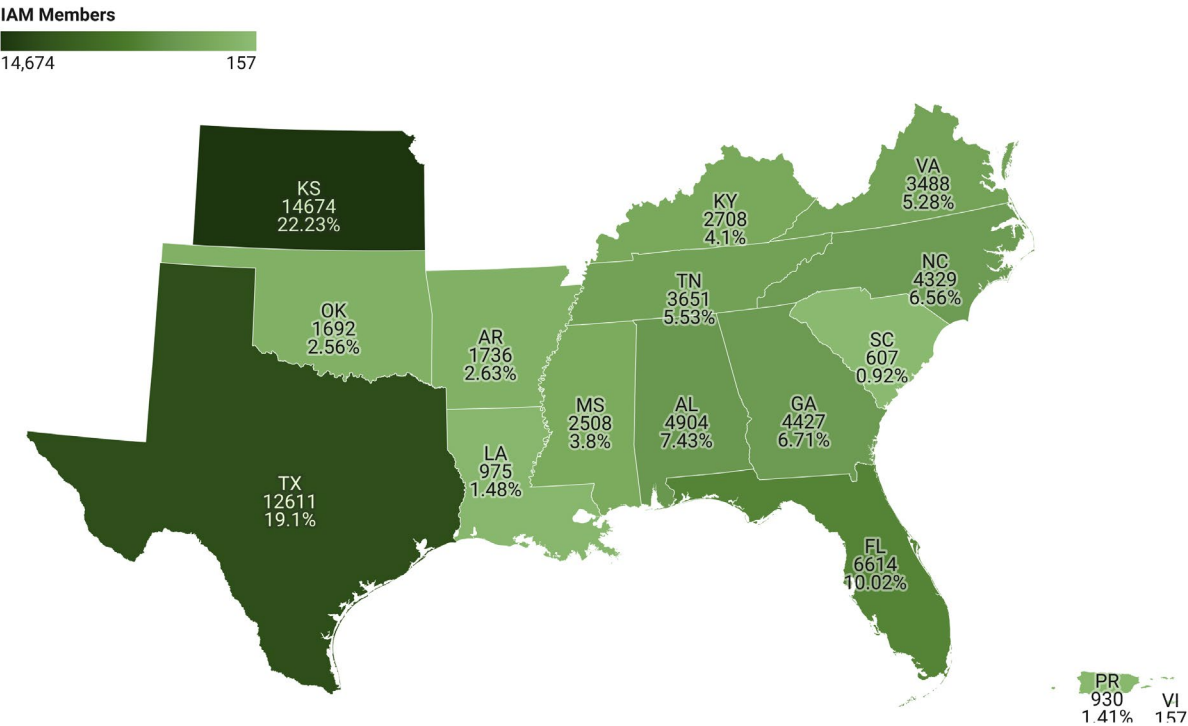 IAM Members
14,674 157
KS
14674
22.23%
VA
3488
5.28%
KY
2708
4.1%
NC
4329
6.56%
TN
3651
5.53%
OK
1692
2.56%
AR
1736
2.63%
SC
607
0.92%
MS
2508
3.8%
AL
4904
7.43%
GA
4427
6.71%
LA
975
1.48%
TX
12611
19.1%
FL
6614
10.02%
PR
930
1.41%
VI
157